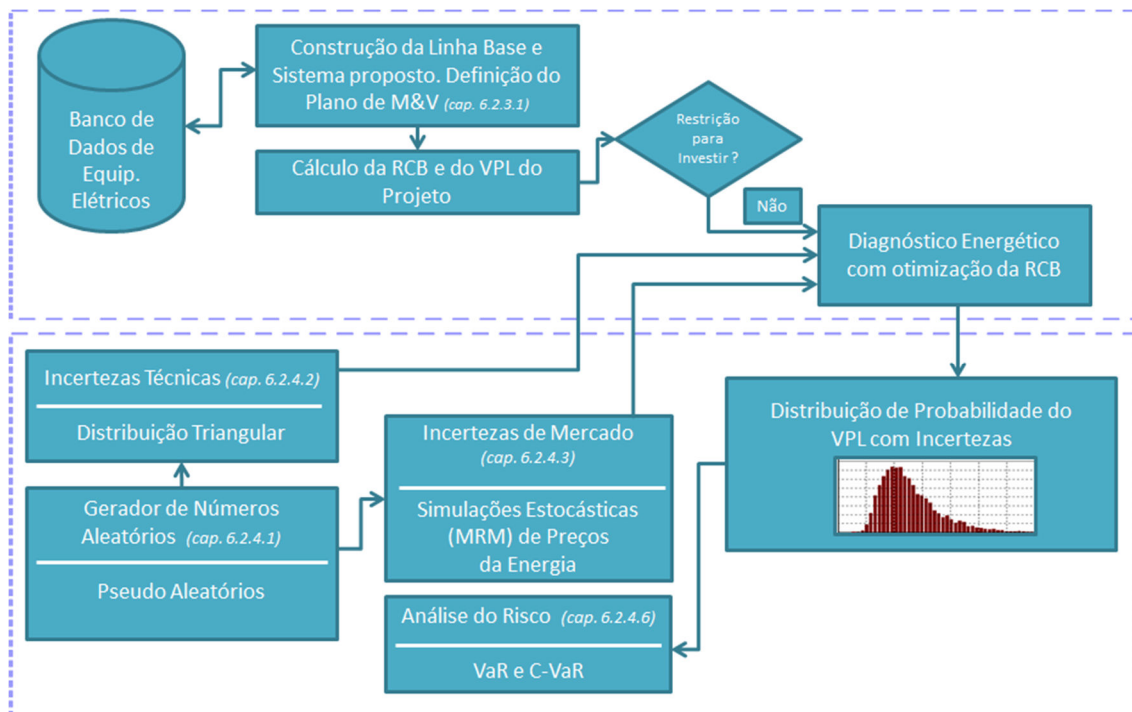 Banco de
Dados de
Equip.
Elétricos
Construção da Linha Base e
Sistema proposto. Definição do
Plano de M&V (cap. 6.2.3.1)
Cálculo da RCB e do VPL do
Projeto
Restrição
para
Investir ?
Não
Diagnóstico Energético
com otimização da RCB
Incertezas Técnicas (cap. 6.2.4.2)
Distribuição Triangular
Gerador de Números
Aleatórios (cap. 6.2.4.1)
Pseudo Aleatórios
Incertezas de Mercado
(cap. 6.2.4.3)
Simulações Estocásticas
(MRM) de Preços
da Energia
Análise do Risco (cap. 6.2.4.6)
VaR e C-VaR
Distribuição de Probabilidade do
VPL com Incertezas